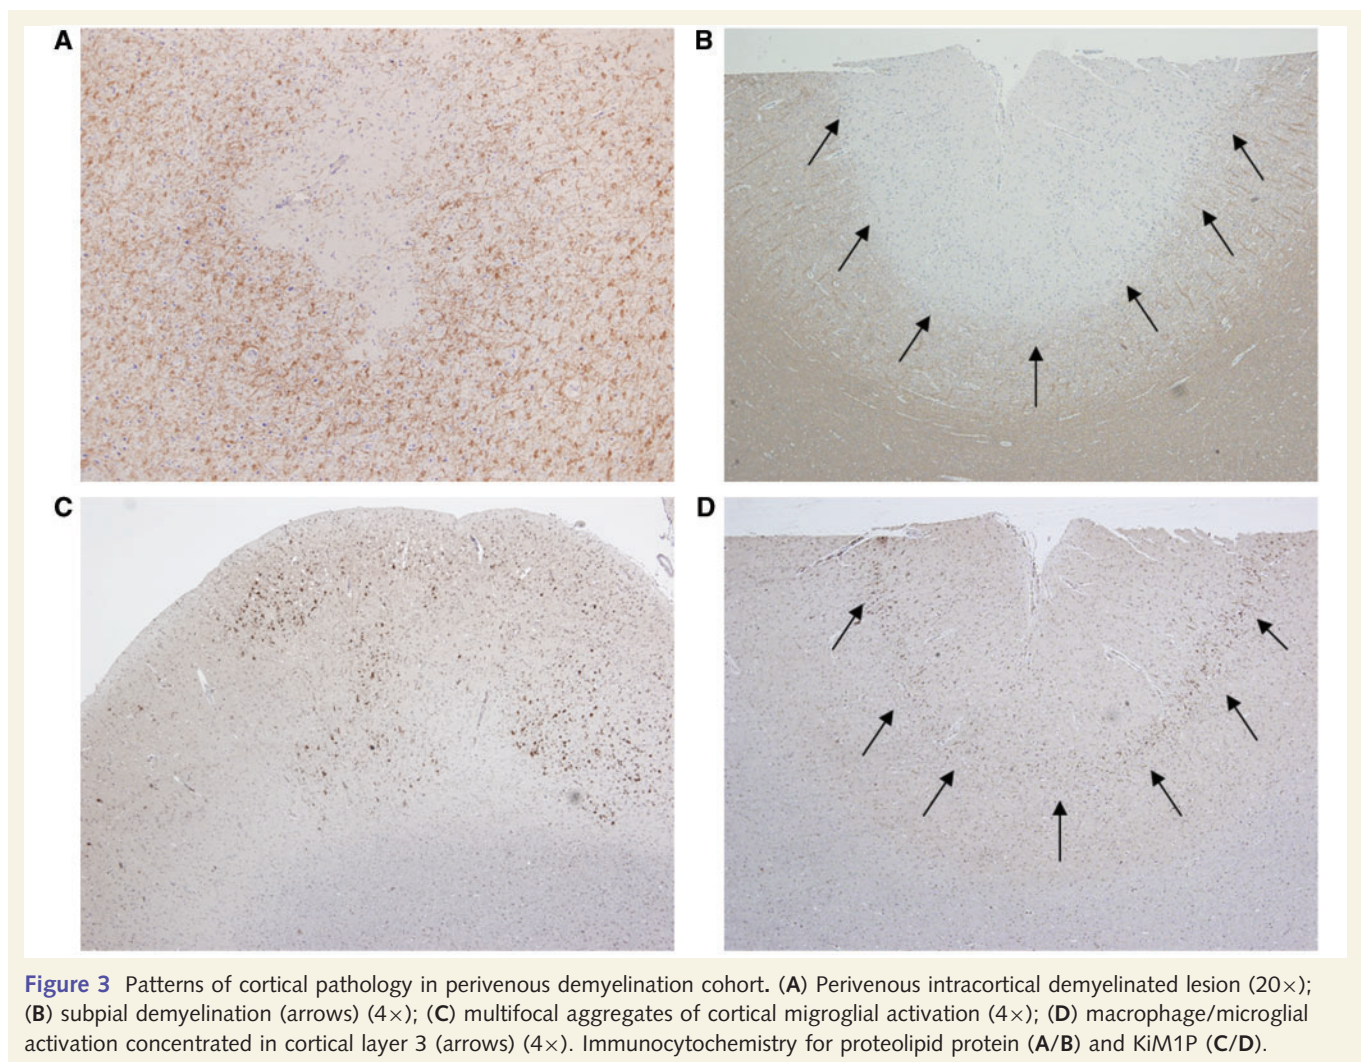 A
B
C
D
Figure 3 Patterns of cortical pathology in perivenous demyelination cohort. (A) Perivenous intracortical demyelinated lesion (20×);
(B) subpial demyelination (arrows) (4×); (C) multifocal aggregates of cortical migroglial activation (4×); (D) macrophage/microglial
activation concentrated in cortical layer 3 (arrows) (4×). Immunocytochemistry for proteolipid protein (A/B) and KiM1P (C/D).